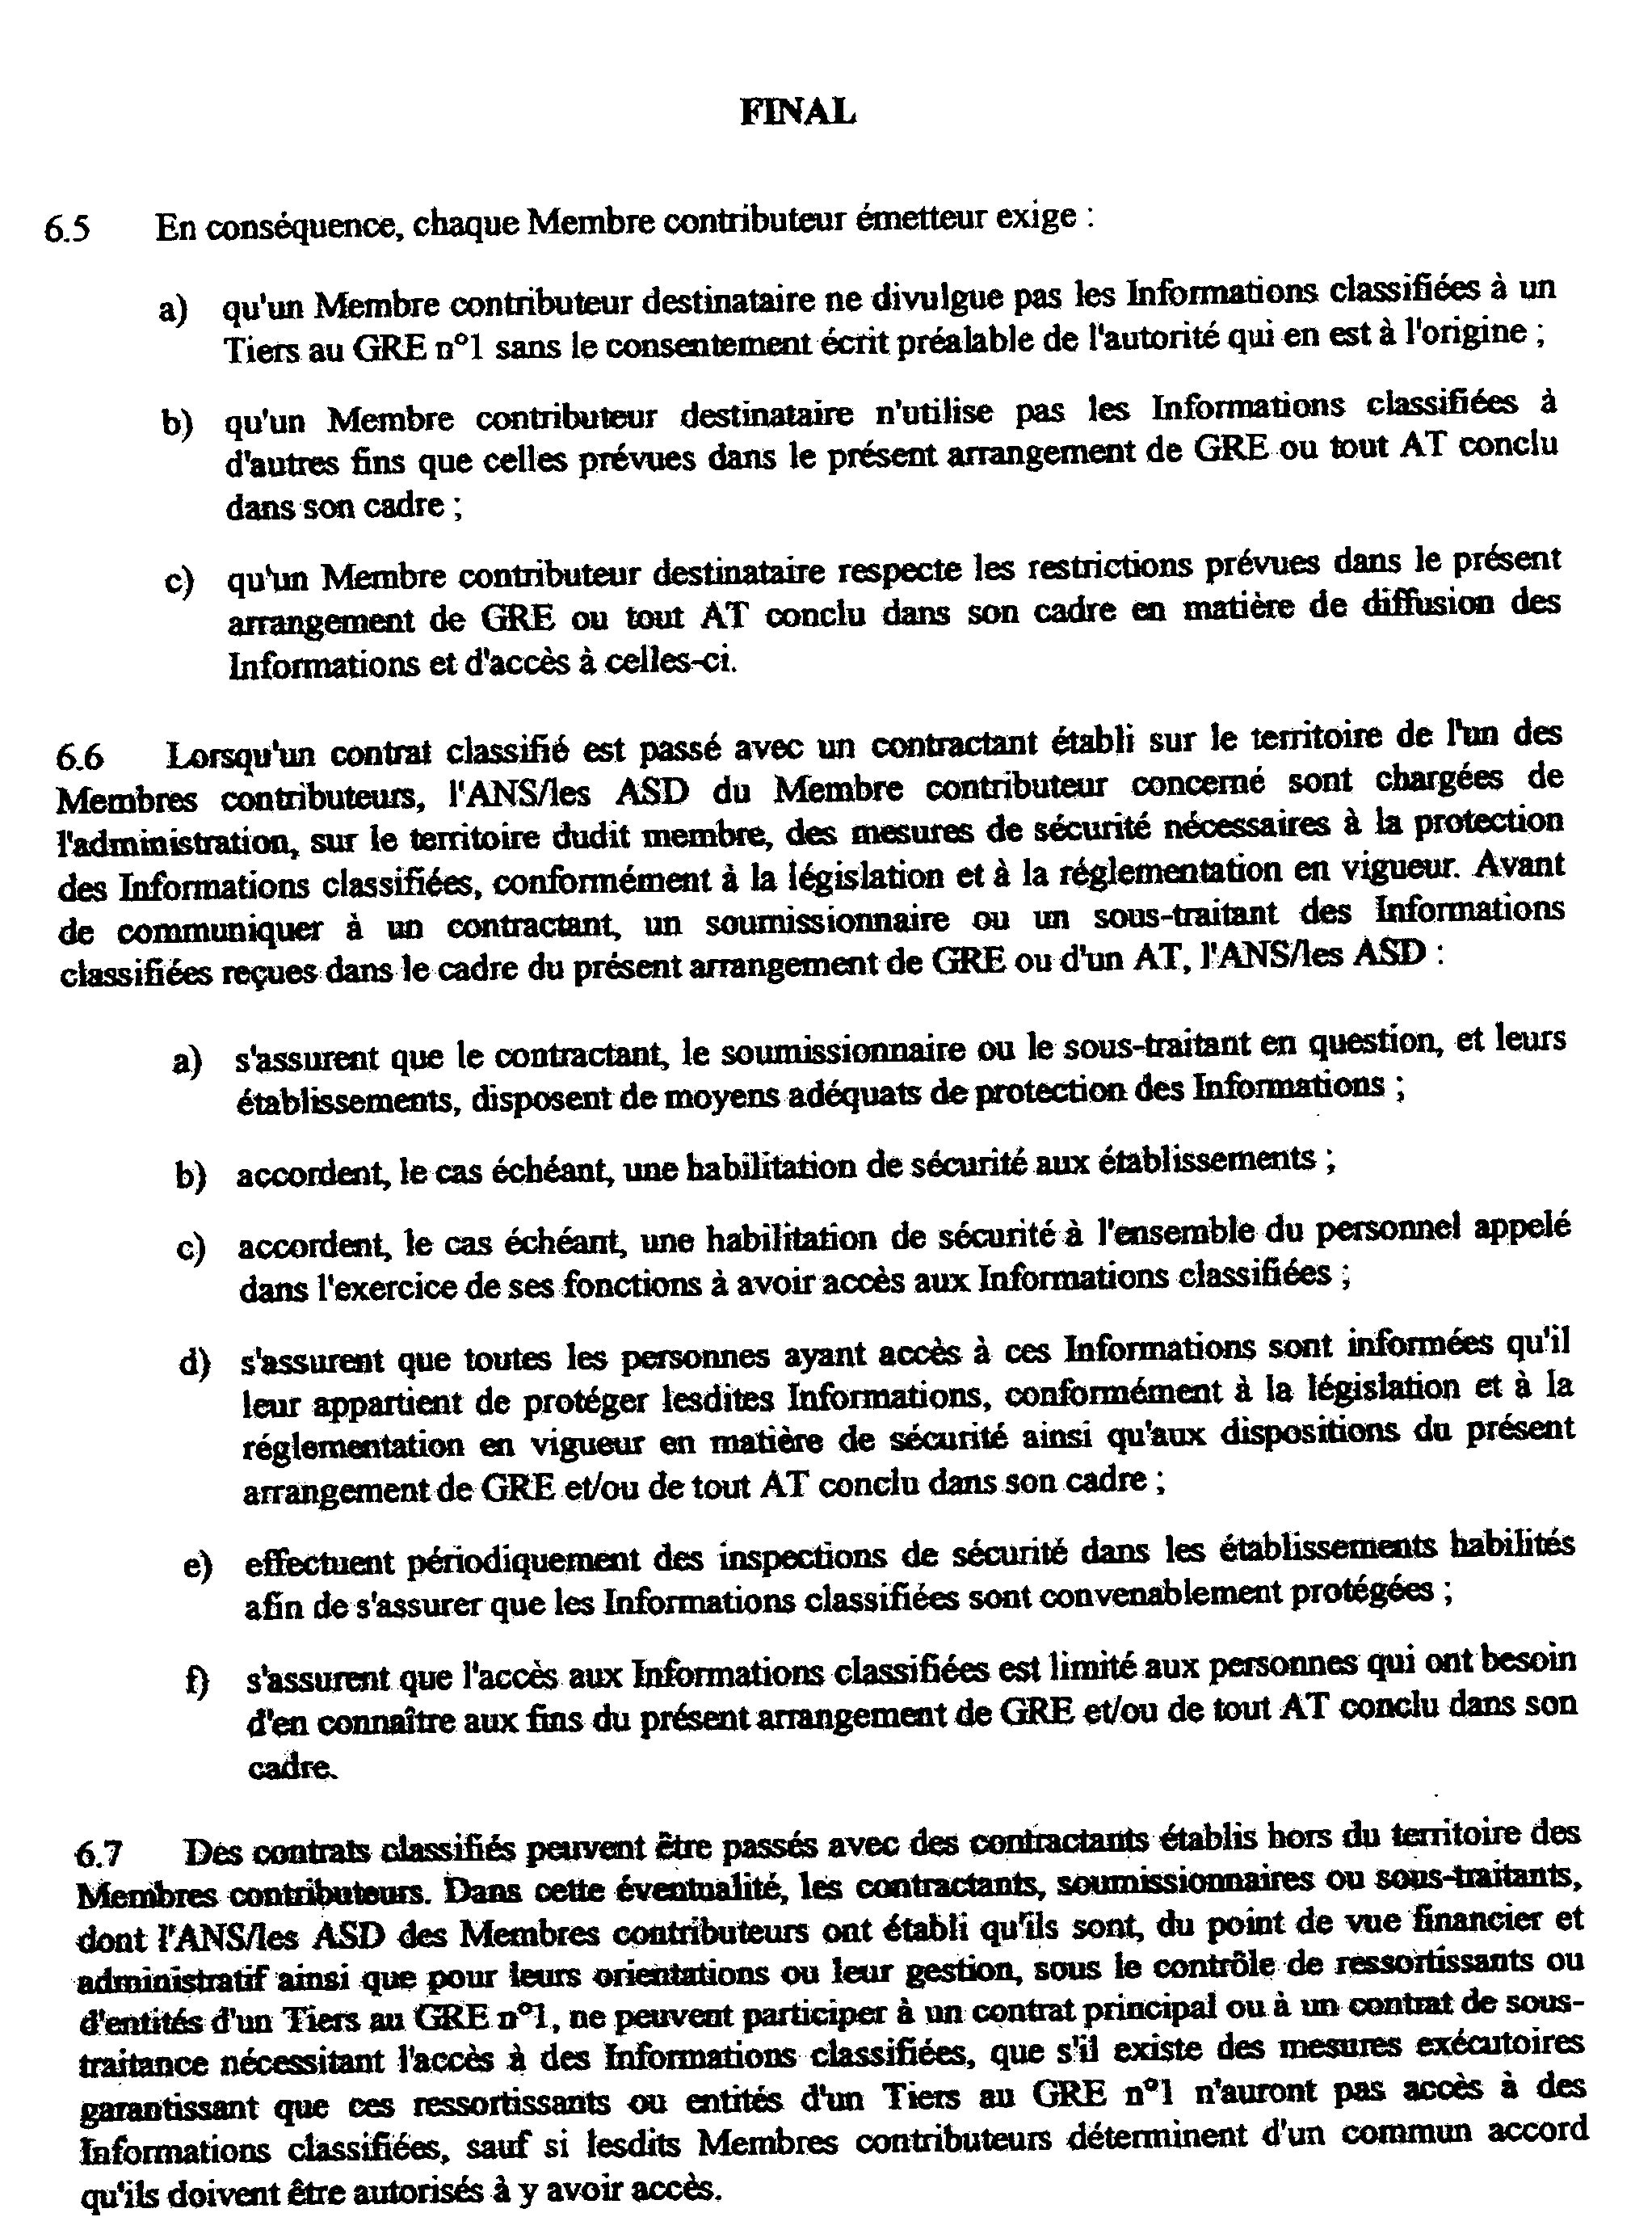 FINAL
6.5 En conséquence, chaque Membre contributeur émetteur exige :
a) qu'un Membre contributeur destinataire ne divulgue pas les Informations classifiées à un
Tiers au GRE n°1 sans le consentement écrit préalable de l'autorité qui en est à l'origine ;
b) qu'un Membre contributeur destinataire n'utilise pas les Informations classifiées à
d'autres fins que celles prévues dans le présent arrangement de GRE ou tout AT conclu
dans son cadre ;
c) qu'un Membre contributeur destinataire respecte les restrictions prévues dans le présent
arrangement de GRE ou tout AT conclu dans son cadre en matière de diffusion des
Informations et d'accès à celles-ci.
6.6 Lorsqu'un contrat classifié est passé avec un contractant établi sur le territoire de l'un des
Membres contributeurs, l'ANS/les ASD du Membre contributeur concerné sont chargées de
l'administration, sur le territoire dudit membre, des mesures de sécurité nécessaires à la protection
des Informations classifiées, conformément à la législation et à la réglementation en vigueur. Avant
de communiquer à un contractant, un soumissionnaire ou un sous-traitant des Informations
classifiées reçues dans le cadre du présent arrangement de GRE ou d'un AT, l'ANS/les ASD :
a) s'assurent que le contractant, le soumissionnaire ou le sous-traitant en question, et leurs
établissements, disposent de moyens adéquats de protection des Informations ;
b) accordent, le cas échéant, une habilitation de sécurité aux établissements ;
c) accordent, le cas échéant, une habilitation de sécurité à l'ensemble du personnel appelé
dans l'exercice de ses fonctions à avoir accès aux Informations classifiées ;
d) s'assurent que toutes les personnes ayant accès à ces Informations sont informées qu'il
leur appartient de protéger lesdites Informations, conformément à la législation et à la
réglementation en vigueur en matière de sécurité ainsi qu'aux dispositions du présent
arrangement de GRE et/ou de tout AT conclu dans son cadre ;
e) effectuent périodiquement des inspections de sécurité dans les établissements habilités
afin de s'assurer que les Informations classifiées sont convenablement protégées ;
f) s'assurent que l'accès aux Informations classifiées est limité aux personnes qui ont besoin
d'en connaître aux fins du présent arrangement de GRE et/ou de tout AT conclu dans son
cadre.
6.7 Des contrats classifiés peuvent être passés avec des contractants établis hors du territoire des
Membres contributeurs. Dans cette éventualité, les contractants, soumissionnaires ou sous-traitants,
dont l'ANS/les ASD des Membres contributeurs ont établi qu'ils sont, du point de vue financier et
administratif ainsi que pour leurs orientations ou leur gestion, sous le contrôle de ressortissants ou
d'entités d'un Tiers au GRE n°1, ne peuvent participer à un contrat principal ou à un contrat de sous-
traitance nécessitant l'accès à des Informations classifiées, que s'il existe des mesures exécutoires
garantissant que ces ressortissants ou entités d'un Tiers au GRE n°1 n'auront pas accès à des
Informations classifiées, sauf si lesdits Membres contributeurs déterminent d'un commun accord
qu'ils doivent être autorisés à y avoir accès.